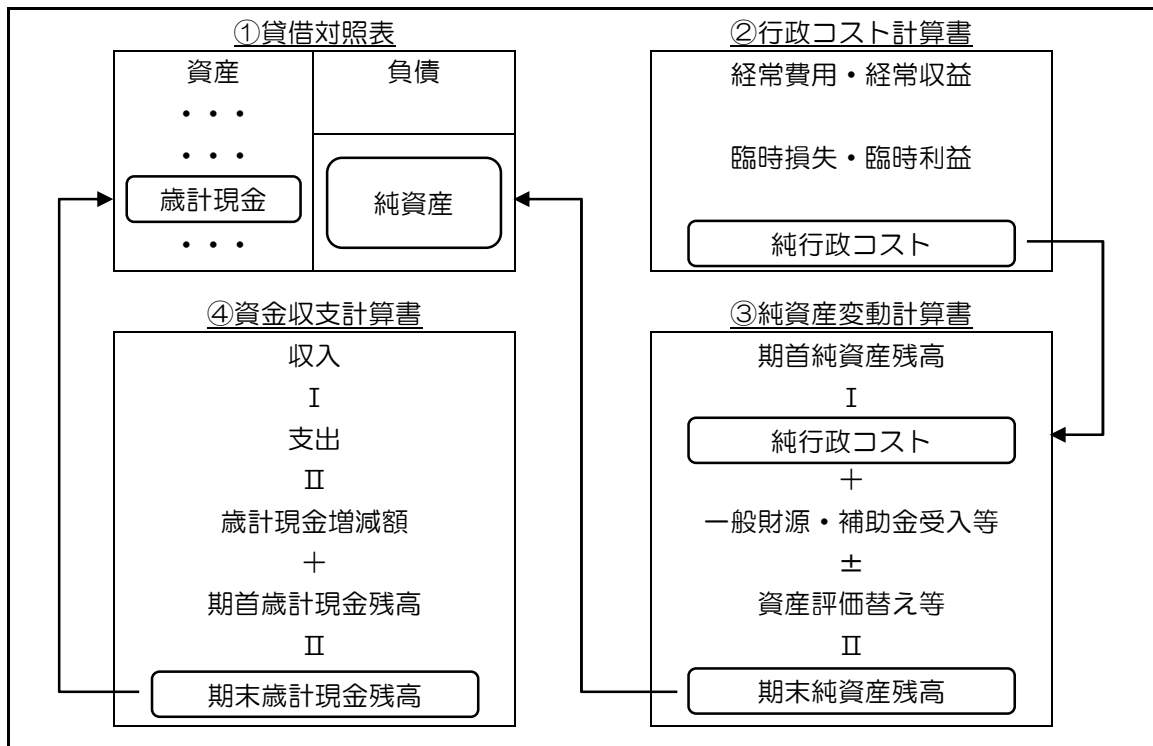 ①貸借対照表
資産
負債
・・・
・・・
歳計現金
純資産
・・・
②行政コスト計算書
経常費用・経常収益
臨時損失・臨時利益
純行政コスト
④資金収支計算書
収入
Ⅰ
支出
Ⅱ
歳計現金増減額
＋
期首歳計現金残高
Ⅱ
期末歳計現金残高
③純資産変動計算書
期首純資産残高
Ⅰ
純行政コスト
＋
一般財源・補助金受入等
±
資産評価替え等
Ⅱ
期末純資産残高